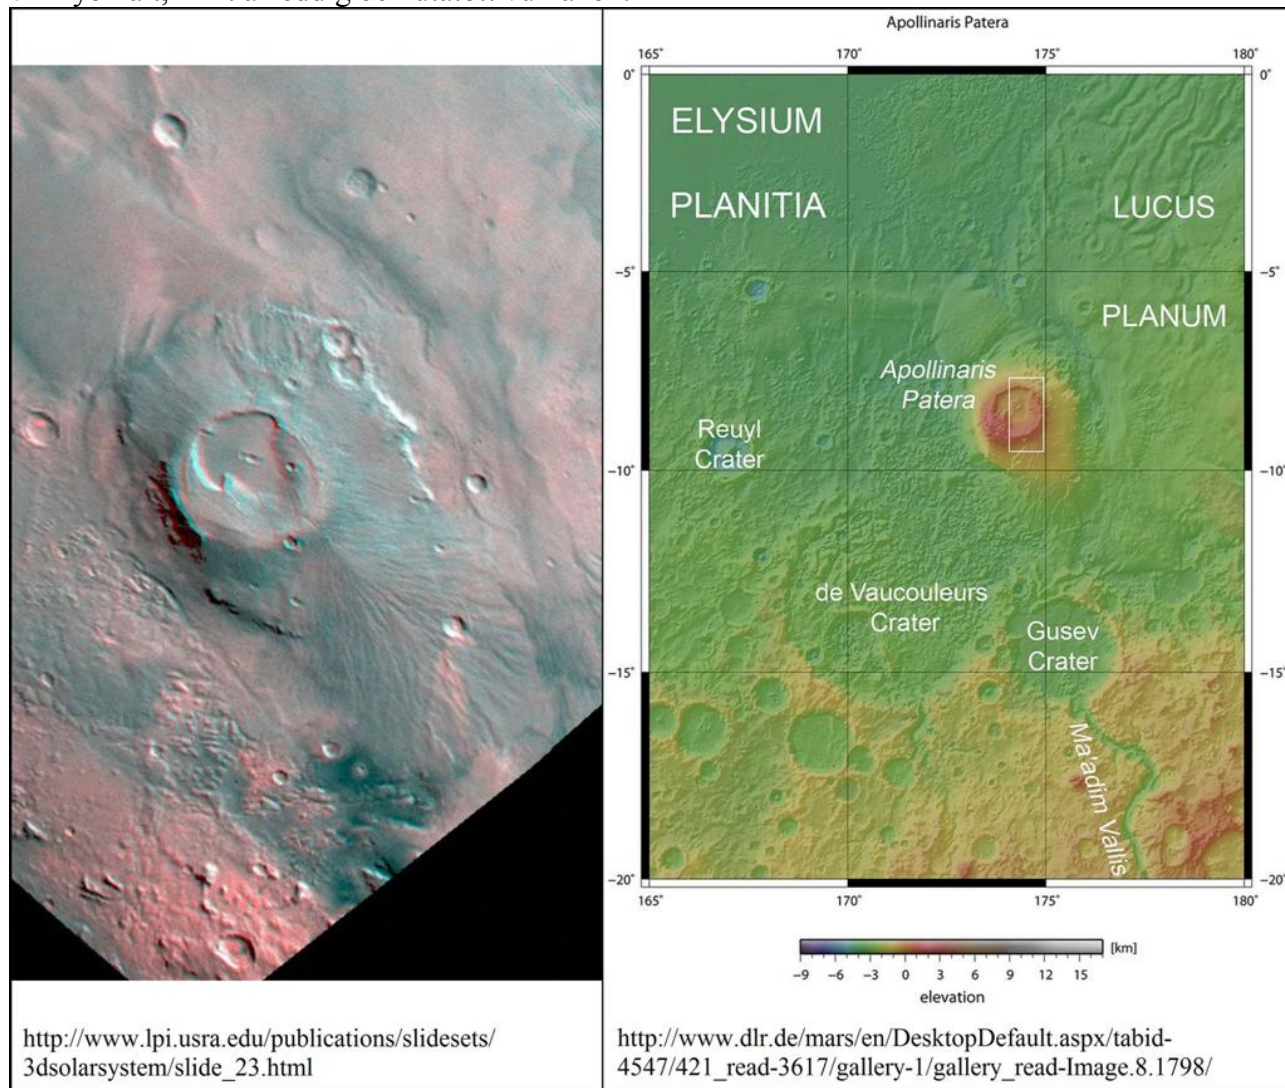 Apollinaris Patera
165° 170° 175° 180°
0°
ELYSIUM
PLANITIA
LUCUS
−5°
−5°
PLANUM
Apollinaris
Patera
Reuyl
Crater
−10°
−10°
de Vaucouleurs
Crater
Gusev
Crater
−15°
−15°
Ma'adim Vallis
−20°
−20°
165° 170° 175° 180°
[km]
−9 −6 −3 0 3 6 9 12 15
elevation
http://www.lpi.usra.edu/publications/slidesets/
3dsolarsystem/slide_23.html
http://www.dlr.de/mars/en/DesktopDefault.aspx/tabid-
4547/421_read-3617/gallery-1/gallery_read-Image.8.1798/